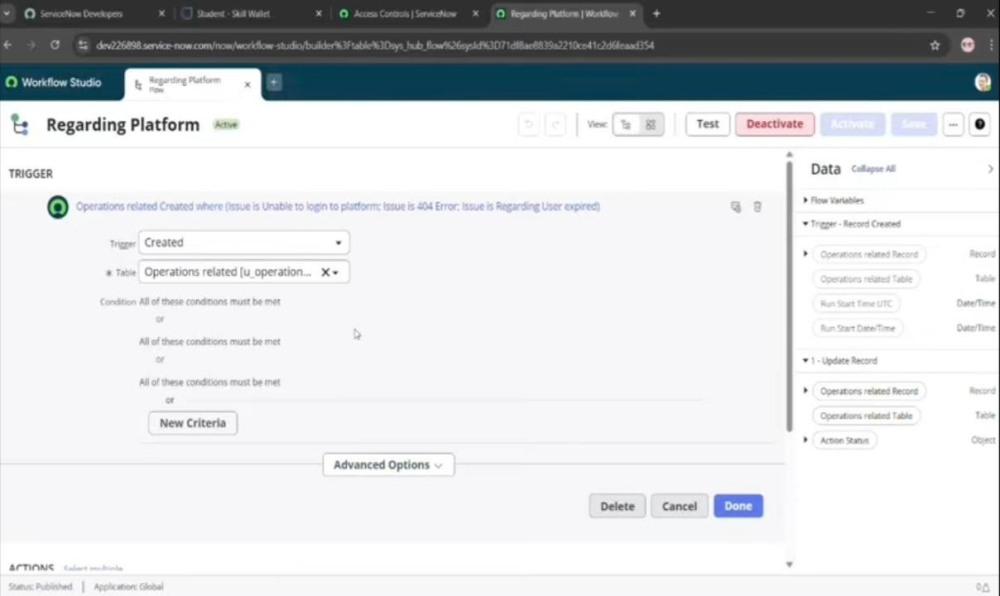 ServiceNow Developers
Student - Skill Wallet
Access Controls | ServiceNow
Regarding Platform | Workflow
dev226898.service-now.com/now/workflow-studio/builder%3Ftable%3Dsys_hub_flow%26sysId%3D71df8ae8839a2210ce41c2d6feaad354
Workflow Studio
Regarding Platform
Flow
Regarding Platform
Active
View:
Test
Deactivate
Activate
Save
TRIGGER
Operations related Created where (Issue is Unable to login to platform; Issue is 404 Error; Issue is Regarding User expired)
Trigger
Created
* Table
Operations related [u_operation...
Condition
All of these conditions must be met
or
All of these conditions must be met
or
All of these conditions must be met
or
New Criteria
Advanced Options
Delete
Cancel
Done
ACTIONS
Select multiple
Data
Collapse All
Flow Variables
Trigger - Record Created
Operations related Record
Record
Operations related Table
Table
Run Start Time UTC
Date/Time
Run Start Date/Time
Date/Time
1 - Update Record
Operations related Record
Record
Operations related Table
Table
Action Status
Object
Status: Published
Application: Global
0